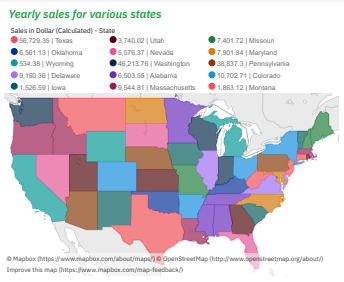 Yearly sales for various states
Sales in Dollar (Calculated) - State
56,729.35 | Texas 3,740.02 | Utah 7,401.72 | Missouri
6,561.13 | Oklahoma 5,576.37 | Nevada 7,901.84 | Maryland
534.38 | Wyoming 46,213.76 | Washington 38,837.3 | Pennsylvania
9,150.36 | Delaware 6,603.55 | Alabama 10,702.71 | Colorado
1,526.59 | Iowa 9,544.81 | Massachusetts 1,863.12 | Montana
© Mapbox (https://www.mapbox.com/about/maps/) © OpenStreetMap (http://www.openstreetmap.org/about/)
Improve this map (https://www.mapbox.com/map-feedback/)